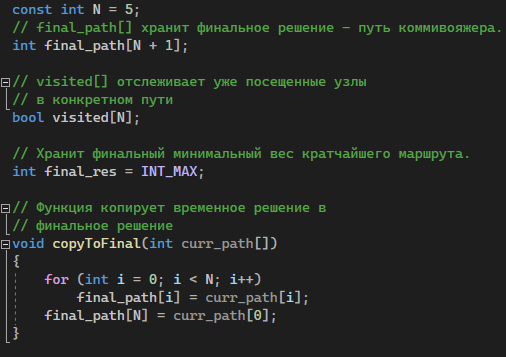 const int N = 5;
// final_path[] хранит финальное решение – путь коммивояжера.
int final_path[N + 1];
// visited[] отслеживает уже посещенные узлы
// в конкретном пути
bool visited[N];
// Хранит финальный минимальный вес кратчайшего маршрута.
int final_res = INT_MAX;
// Функция копирует временное решение в
// финальное решение
void copyToFinal(int curr_path[])
{
for (int i = 0; i < N; i++)
final_path[i] = curr_path[i];
final_path[N] = curr_path[0];
}